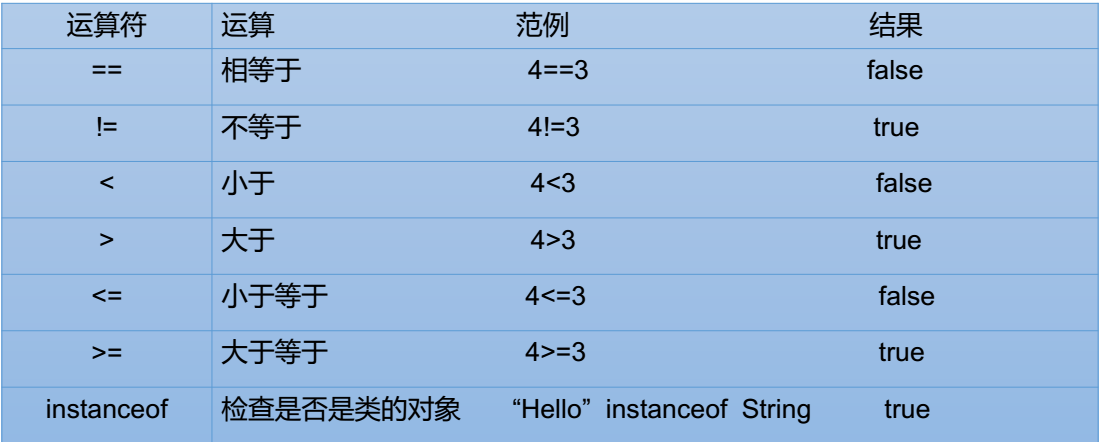 运算符 运算 范例 结果
== 相等于 4==3 false
!= 不等于 4!=3 true
< 小于 4<3 false
> 大于 4>3 true
<= 小于等于 4<=3 false
>= 大于等于 4>=3 true
instanceof 检查是否是类的对象 “Hello” instanceof String true